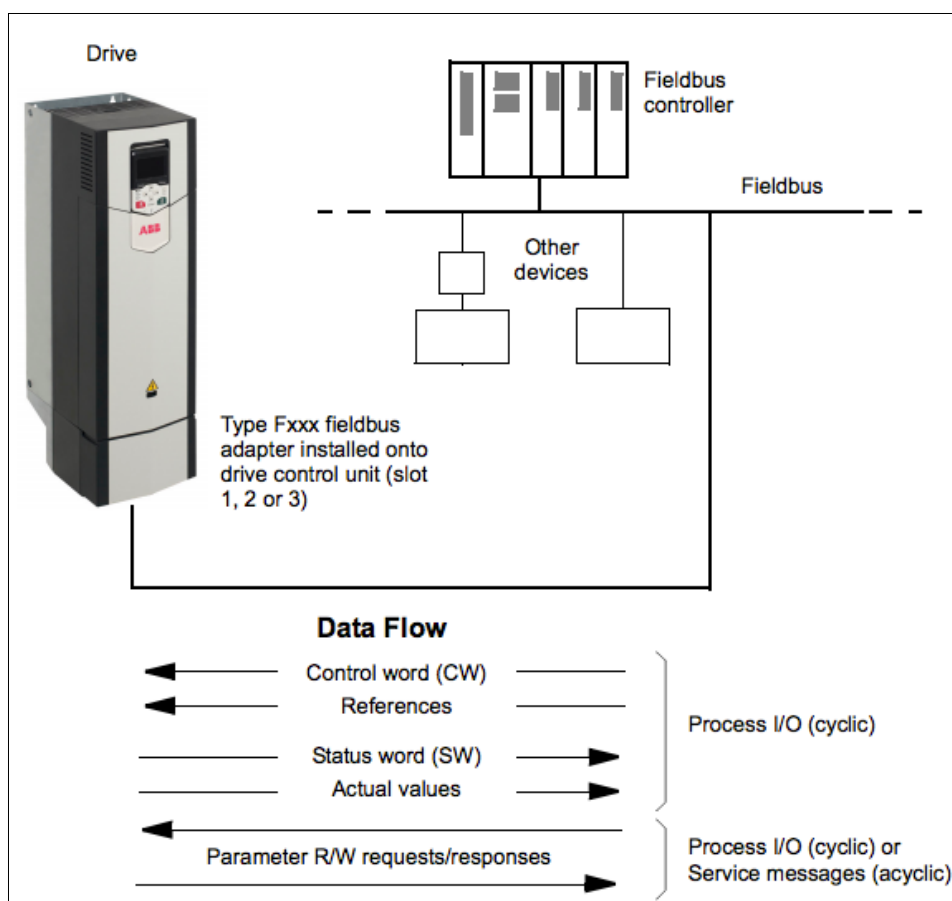 Drive
Fieldbus
controller
Fieldbus
Other
devices
ABB
Type Fxxx fieldbus
adapter installed onto
drive control unit (slot
1, 2 or 3)
Data Flow
Control word (CW)
References
Process I/O (cyclic)
Status word (SW)
Actual values
Parameter R/W requests/responses
Process I/O (cyclic) or
Service messages (acyclic)